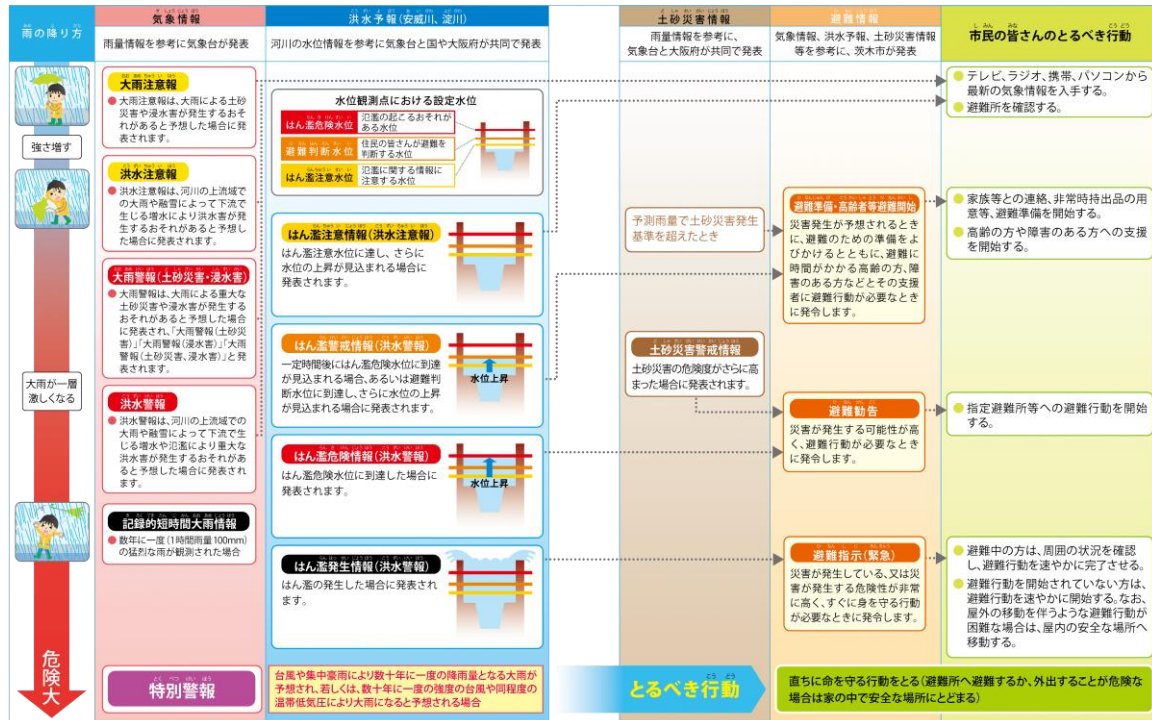 雨の降り方
強さ増す
大雨が一層
激しくなる
危険大
気象情報
雨量情報を参考に気象台が発表
大雨注意報
● 大雨注意報は、大雨による土砂
災害や浸水害が発生するおそ
れがあると予想した場合に発
表されます。
洪水注意報
● 洪水注意報は、河川の上流域で
の大雨や融雪によって下流で
生じる増水により洪水害が発
生するおそれがあると予想し
た場合に発表されます。
大雨警報(土砂災害・浸水害)
● 大雨警報は、大雨による重大な
土砂災害や浸水害が発生する
おそれがあると予想した場合
に発表され、「大雨警報(土砂災
害)」「大雨警報(浸水害)」「大雨
警報(土砂災害、浸水害)」と発
表されます。
洪水警報
● 洪水警報は、河川の上流域での
大雨や融雪によって下流で生
じる増水や氾濫により重大な
洪水害が発生するおそれがあ
ると予想した場合に発表されま
す。
記録的短時間大雨情報
● 数年に一度(1時間雨量100mm)
の猛烈な雨が観測された場合
特別警報
洪水予報(安威川、淀川)
河川の水位情報を参考に気象台と国や大阪府が共同で発表
水位観測点における設定水位
はん濫危険水位 氾濫の起こるおそれが
ある水位
避難判断水位 住民の皆さんが避難を
判断する水位
はん濫注意水位 氾濫に関する情報に
注意する水位
はん濫注意情報(洪水注意報)
はん濫注意水位に達し、さらに
水位の上昇が見込まれる場合に
発表されます。
はん濫警戒情報(洪水警報)
一定時間後にはん濫危険水位に到達
が見込まれる場合、あるいは避難判
断水位に到達し、さらに水位の上昇
が見込まれる場合に発表されます。
水位上昇
はん濫危険情報(洪水警報)
はん濫危険水位に到達した場合に
発表されます。
水位上昇
はん濫発生情報(洪水警報)
はん濫の発生した場合に発表され
ます。
台風や集中豪雨により数十年に一度の降雨量となる大雨が
予想され、若しくは、数十年に一度の強度の台風や同程度の
温帯低気圧により大雨になると予想される場合
土砂災害情報
雨量情報を参考に、
気象台と大阪府が共同で発表
予測雨量で土砂災害発生
基準を超えたとき
土砂災害警戒情報
土砂災害の危険度がさらに高
まった場合に発表されます。
避難情報
気象情報、洪水予報、土砂災害情報
等を参考に、茨木市が発表
避難準備・高齢者等避難開始
災害が発生が予想されるとき
に、避難のための準備をよ
びかけるとともに、避難に
時間がかかる高齢の方、障
害のある方などとその支援
者に避難行動が必要なとき
に発令します。
避難勧告
災害が発生する可能性が高
く、避難行動が必要なとき
に発令します。
避難指示(緊急)
災害が発生している、又は災
害が発生する危険性が非常
に高く、すぐに身を守る行動
が必要なときに発令します。
市民の皆さんのとるべき行動
● テレビ、ラジオ、携帯、パソコンから
最新の気象情報を入手する。
● 避難所を確認する。
● 家族等との連絡、非常時持出品の用
意等、避難準備を開始する。
● 高齢の方や障害のある方への支援
を開始する。
● 指定避難所等への避難行動を開始
する。
● 避難中の方は、周囲の状況を確認
し、避難行動を速やかに完了させる。
● 避難行動を開始されていない方は、
避難行動を速やかに開始する。なお、
屋外の移動を伴うような避難行動が
困難な場合は、屋内の安全な場所へ
移動する。
とるべき行動
直ちに命を守る行動をとる(避難所へ避難するか、外出することが危険な
場合は家の中で安全な場所にとどまる)